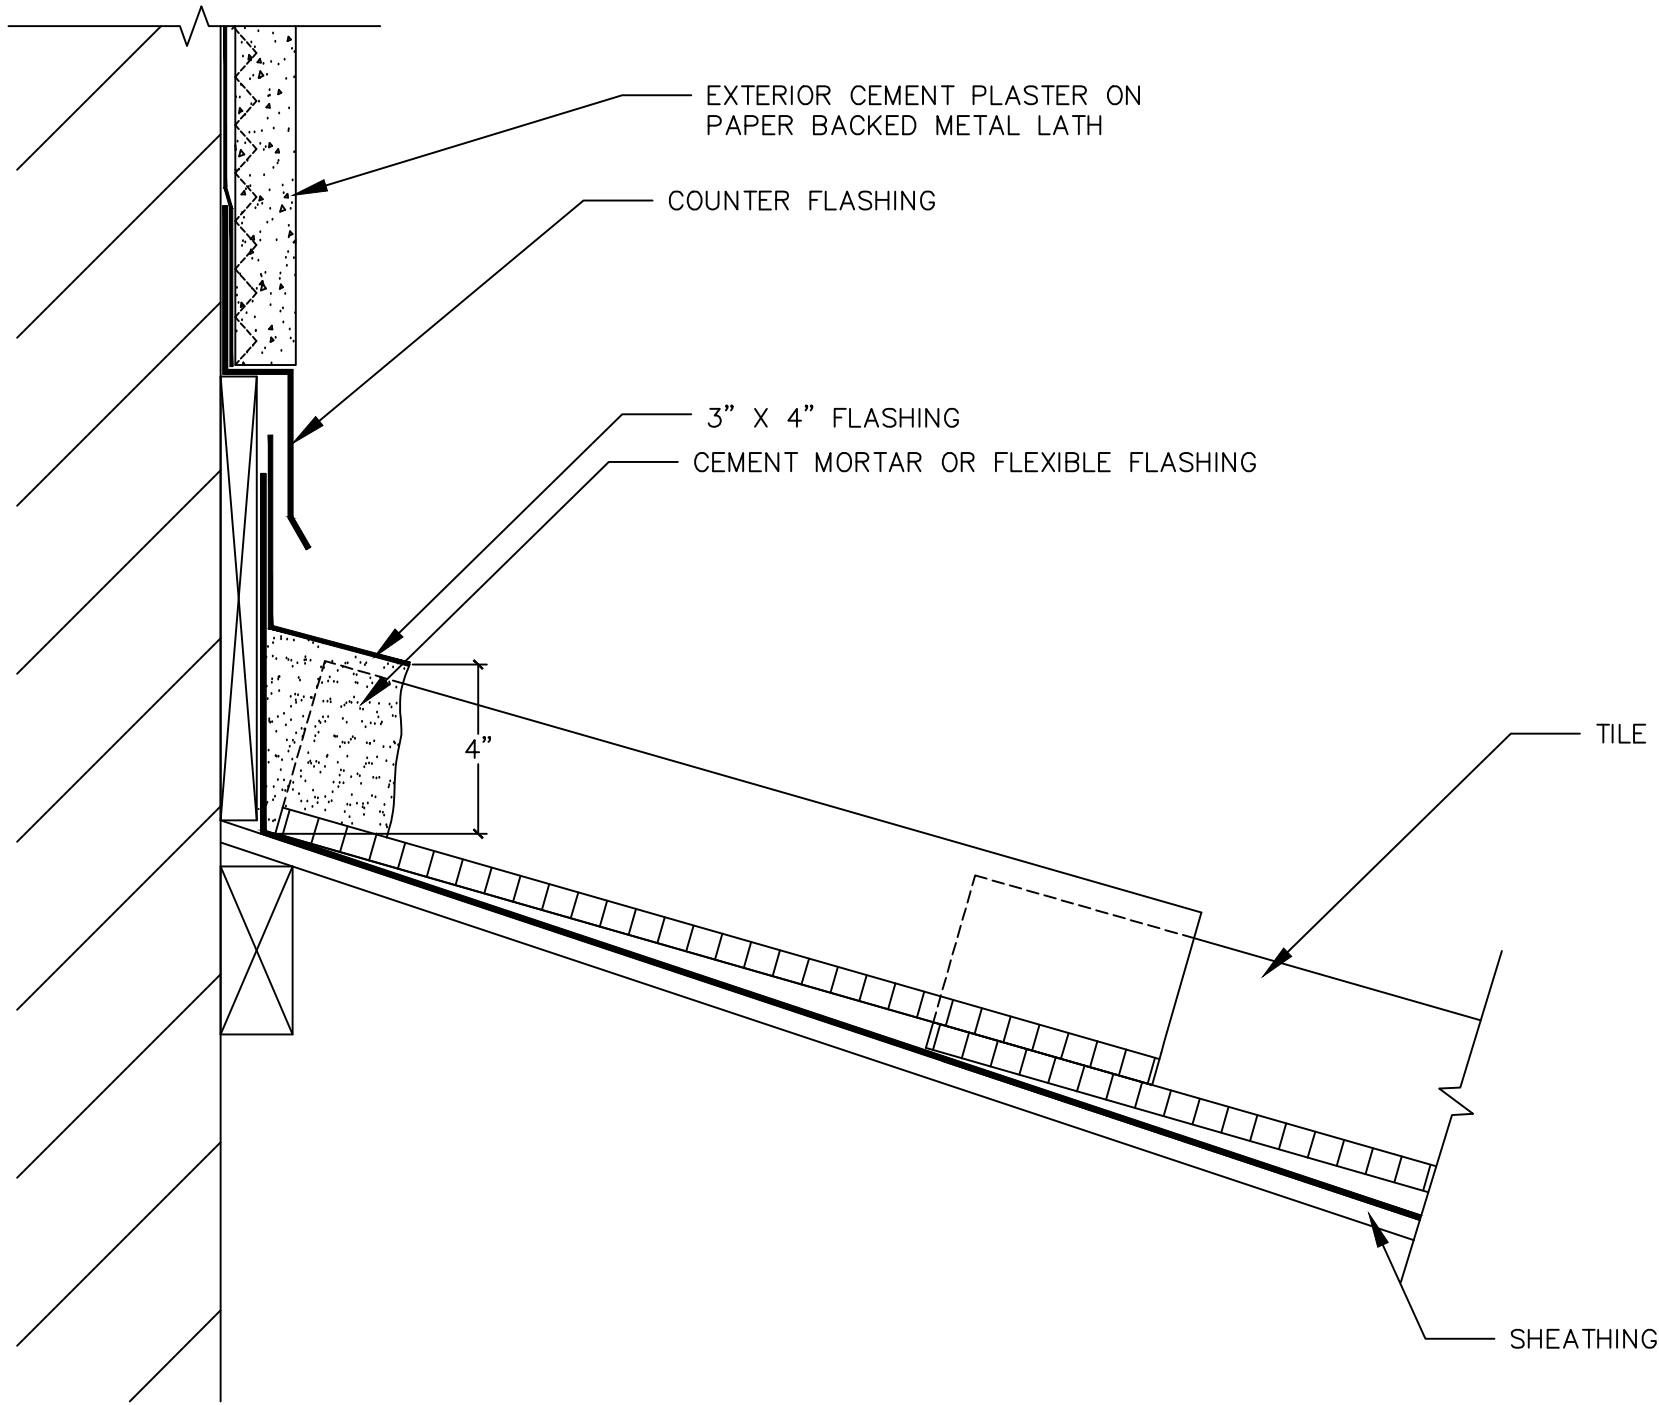 EXTERIOR CEMENT PLASTER ON
PAPER BACKED METAL LATH
COUNTER FLASHING
3” X 4” FLASHING
CEMENT MORTAR OR FLEXIBLE FLASHING
TILE
4”
SHEATHING